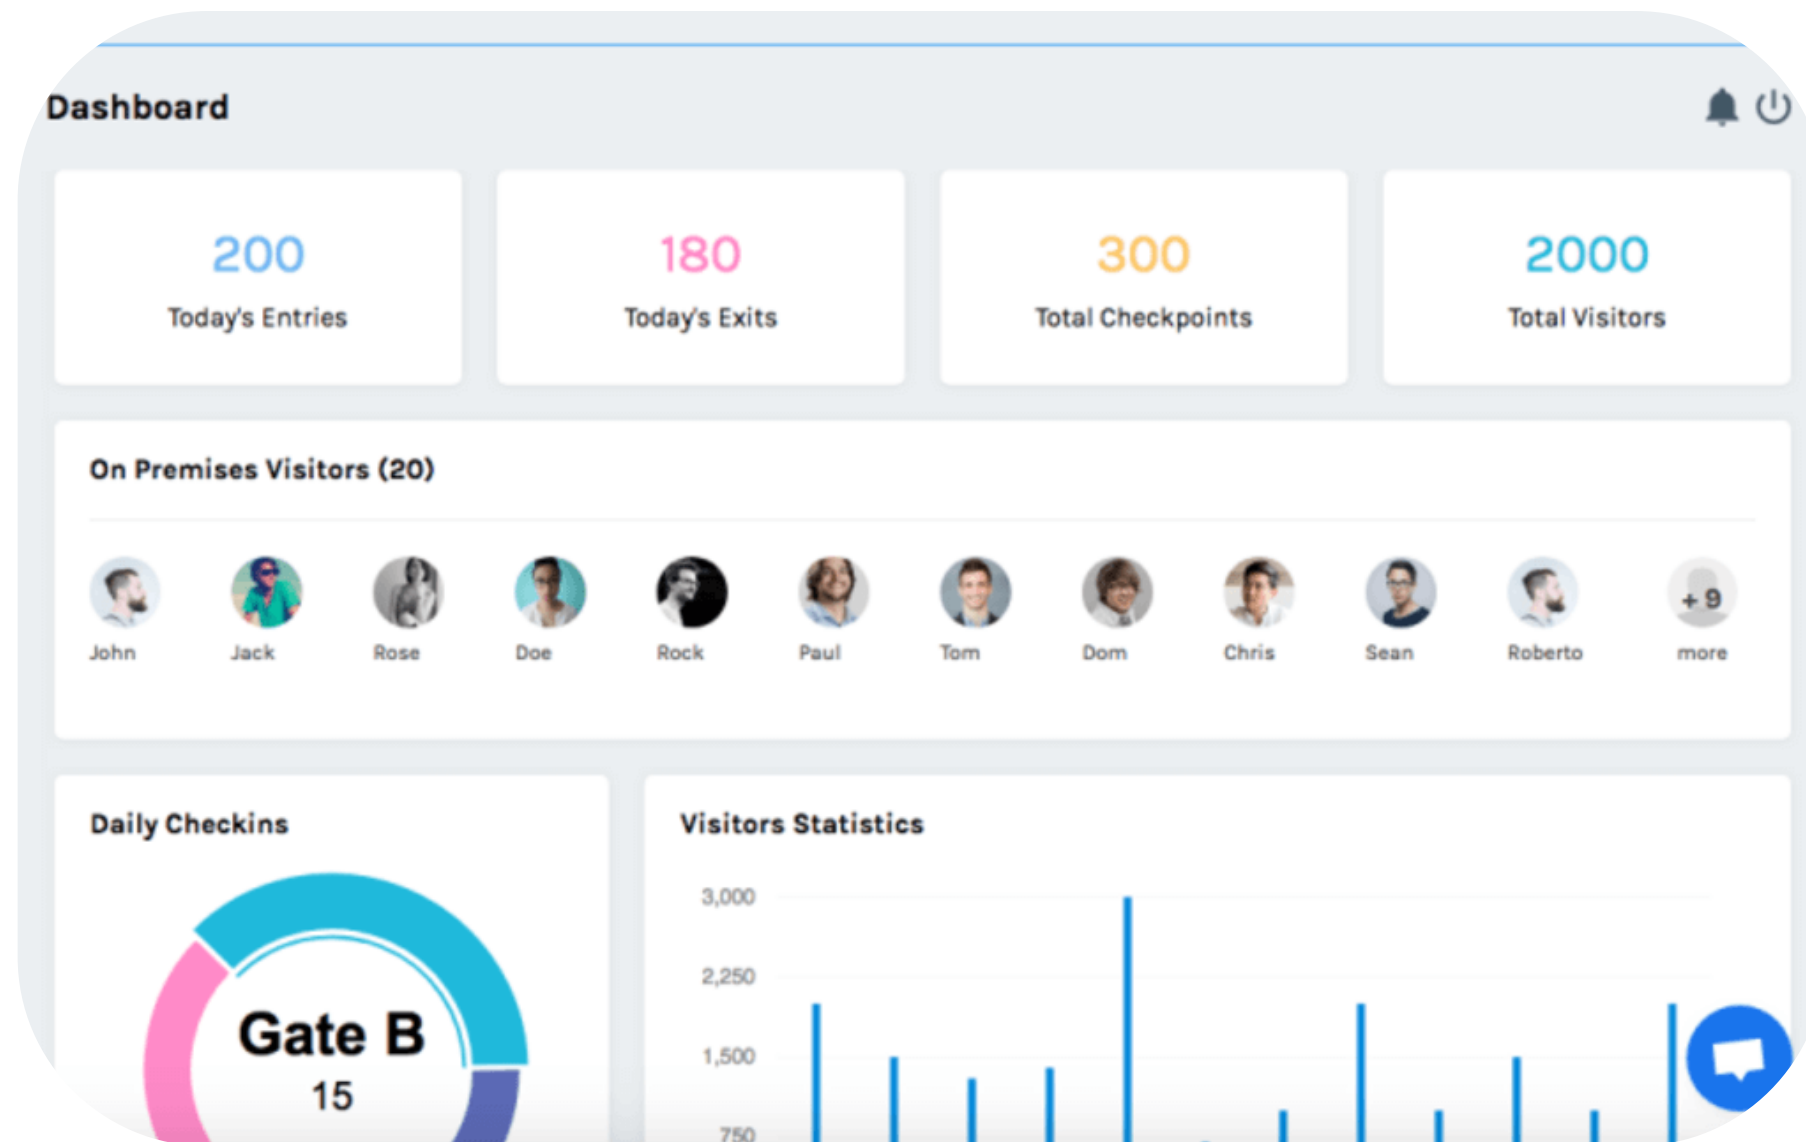 Dashboard
200
Today's Entries
180
Today's Exits
300
Total Checkpoints
2000
Total Visitors
On Premises Visitors (20)
John
Jack
Rose
Doe
Rock
Paul
Tom
Dom
Chris
Sean
Roberto
+ 9
more
Daily Checkins
Gate B
15
Visitors Statistics
3,000
2,250
1,500
750